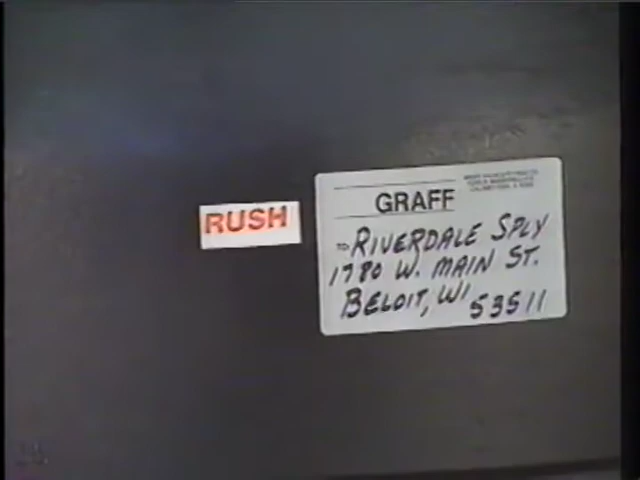 RUSH
GRAFF
TO: RIVERDALE SPLY
1780 W. MAIN ST.
BELOIT, WI 53511